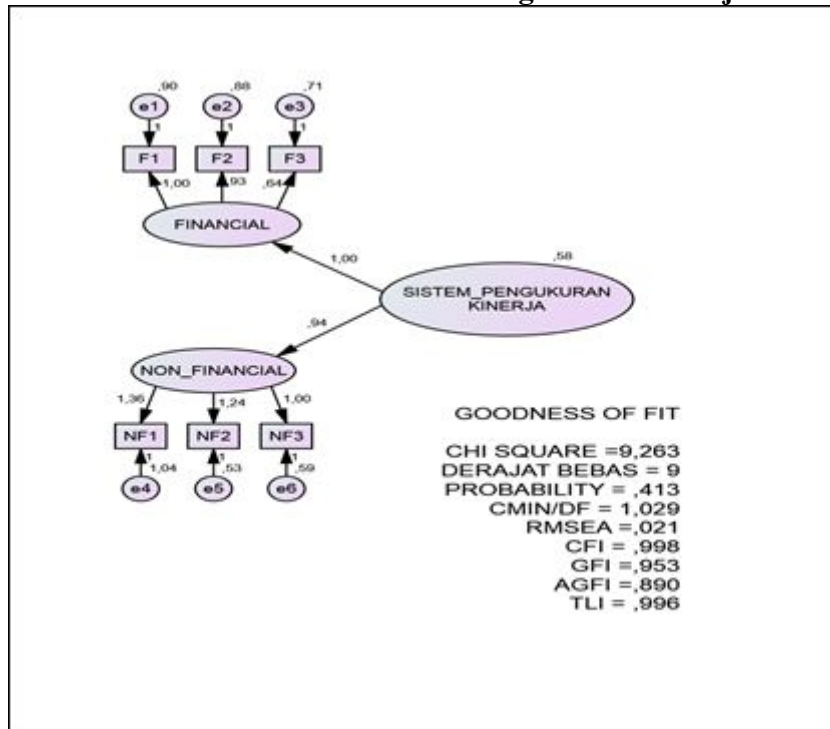 ,90 ,88 ,71
e1 e2 e3
1 1 1
F1 F2 F3
1,00 ,93 ,64
FINANCIAL
1,00
,58
SISTEM_PENGUKURAN
KINERJA
,94
NON_FINANCIAL
1,36 1,24 1,00
NF1 NF2 NF3
1 1 1
1,04 ,53 ,59
e4 e5 e6
GOODNESS OF FIT
CHI SQUARE =9,263
DERAJAT BEBAS = 9
PROBABILITY = ,413
CMIN/DF = 1,029
RMSEA =,021
CFI = ,998
GFI =,953
AGFI =,890
TLI = ,996